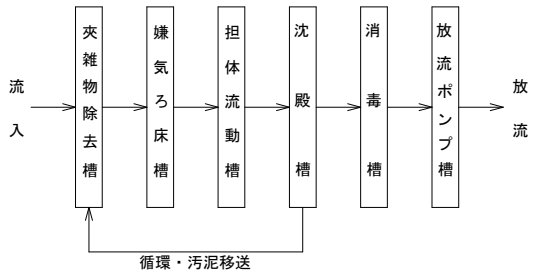 流入
夾雑物除去槽
嫌気ろ床槽
担体流動槽
沈殿槽
消毒槽
放流ポンプ槽
放流
循環・汚泥移送